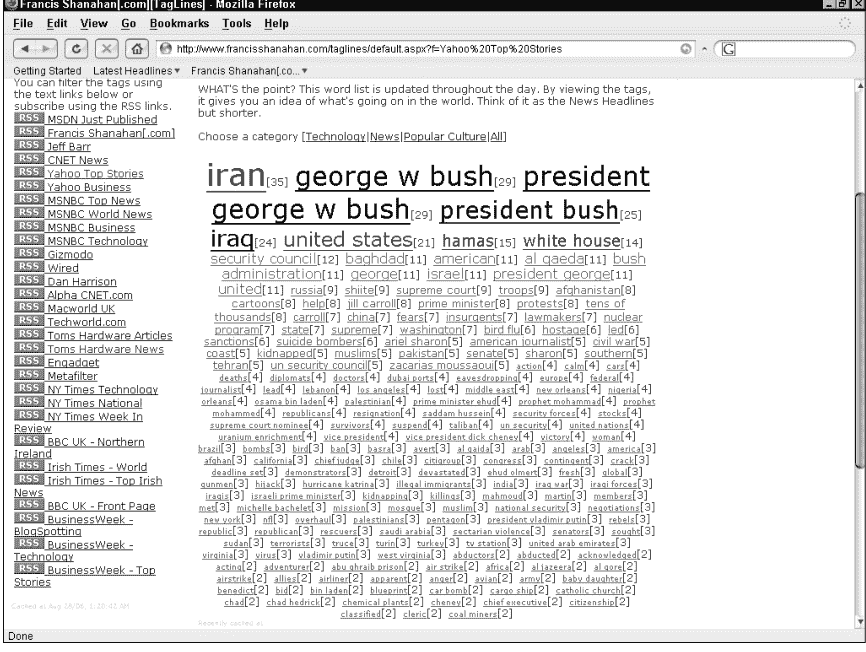 Francis Shanahan[.com][TagLines] - Mozilla Firefox
File Edit View Go Bookmarks Tools Help
http://www.francisshanahan.com/taglines/default.aspx?f=Yahoo%20Top%20Stories
Getting Started Latest Headlines Francis Shanahan[.co...
You can filter the tags using
the text links below or
subscribe using the RSS links.
RSS MSDN Just Published
RSS Francis Shanahan[.com]
RSS Jeff Barr
RSS CNET News
RSS Yahoo Top Stories
RSS Yahoo Business
RSS MSNBC Top News
RSS MSNBC World News
RSS MSNBC Business
RSS MSNBC Technology
RSS Gizmodo
RSS Wired
RSS Dan Harrison
RSS Alpha CNET.com
RSS Macworld UK
RSS Techworld.com
RSS Toms Hardware Articles
RSS Toms Hardware News
RSS Engadget
RSS Metafilter
RSS NY Times Technology
RSS NY Times National
RSS NY Times Week In
Review
RSS BBC UK - Northern
Ireland
RSS Irish Times - World
RSS Irish Times - Top Irish
News
RSS BBC UK - Front Page
RSS BusinessWeek -
BlogSpotting
RSS BusinessWeek -
Technology
RSS BusinessWeek - Top
Stories
WHAT'S the point? This word list is updated throughout the day. By viewing the tags,
it gives you an idea of what's going on in the world. Think of it as the News Headlines
but shorter.
Choose a category [Technology|News|Popular Culture|All]
iran[35] george w bush[29] president
george w bush[29] president bush[25]
iraq[24] united states[21] hamas[15] white house[14]
security council[12] baghdad[11] american[11] al qaeda[11] bush
administration[11] george[11] israel[11] president george[11]
united[11] russia[9] shiite[9] supreme court[9] troops[9] afghanistan[8]
cartoons[8] help[8] jill carroll[8] prime minister[8] protests[8] tens of
thousands[8] carroll[7] china[7] fears[7] insurgents[7] lawmakers[7] nuclear
program[7] state[7] supreme[7] washington[7] bird flu[6] hostage[6] led[6]
sanctions[6] suicide bombers[6] ariel sharon[5] american journalist[5] civil war[5]
coast[5] kidnapped[5] muslims[5] pakistan[5] senate[5] sharon[5] southern[5]
tehran[5] un security council[5] zacarias moussaoui[5] action[4] calm[4] cars[4]
deaths[4] diplomats[4] doctors[4] dubai ports[4] eavesdropping[4] europe[4] federal[4]
journalist[4] lead[4] lebanon[4] los angeles[4] lost[4] middle east[4] new orleans[4] nigeria[4]
orleans[4] osama bin laden[4] palestinian[4] prime minister ehud[4] prophet mohammad[4] prophet
mohammed[4] republicans[4] resignation[4] saddam hussein[4] security forces[4] stocks[4]
supreme court nominee[4] survivors[4] suspend[4] taliban[4] un security[4] united nations[4]
uranium enrichment[4] vice president[4] vice president dick cheney[4] victory[4] woman[4]
brazil[3] bombs[3] bird[3] ban[3] basra[3] avert[3] al qaida[3] arab[3] angeles[3] america[3]
afghan[3] california[3] chief judge[3] chile[3] citigroup[3] congress[3] contingent[3] crack[3]
deadline set[3] demonstrators[3] detroit[3] devastated[3] ehud olmert[3] fresh[3] global[3]
gunmen[3] hijack[3] hurricane katrina[3] illegal immigrants[3] india[3] iraq war[3] iraqi forces[3]
iraqis[3] israeli prime minister[3] kidnapping[3] killings[3] mahmoud[3] martin[3] members[3]
met[3] michelle bachelet[3] mission[3] mosque[3] muslim[3] national security[3] negotiations[3]
new york[3] nfl[3] overhaul[3] palestinians[3] pentagon[3] president vladimir putin[3] rebels[3]
republic[3] republican[3] rescuers[3] saudi arabia[3] sectarian violence[3] senators[3] sought[3]
sudan[3] terrorists[3] truce[3] turin[3] turkey[3] tv station[3] united arab emirates[3]
virginia[3] virus[3] vladimir putin[3] west virginia[3] abductors[2] abducted[2] acknowledged[2]
acting[2] adventurer[2] abu ghraib prison[2] air strike[2] africa[2] al jazeera[2] al gore[2]
airstrike[2] allies[2] airliner[2] apparent[2] anger[2] avian[2] army[2] baby daughter[2]
benedict[2] bid[2] bin laden[2] blueprint[2] car bomb[2] cargo ship[2] catholic church[2]
chad[2] chad hedrick[2] chemical plants[2] cheney[2] chief executive[2] citizenship[2]
classified[2] cleric[2] coal miners[2]
Recently cached at:
Done